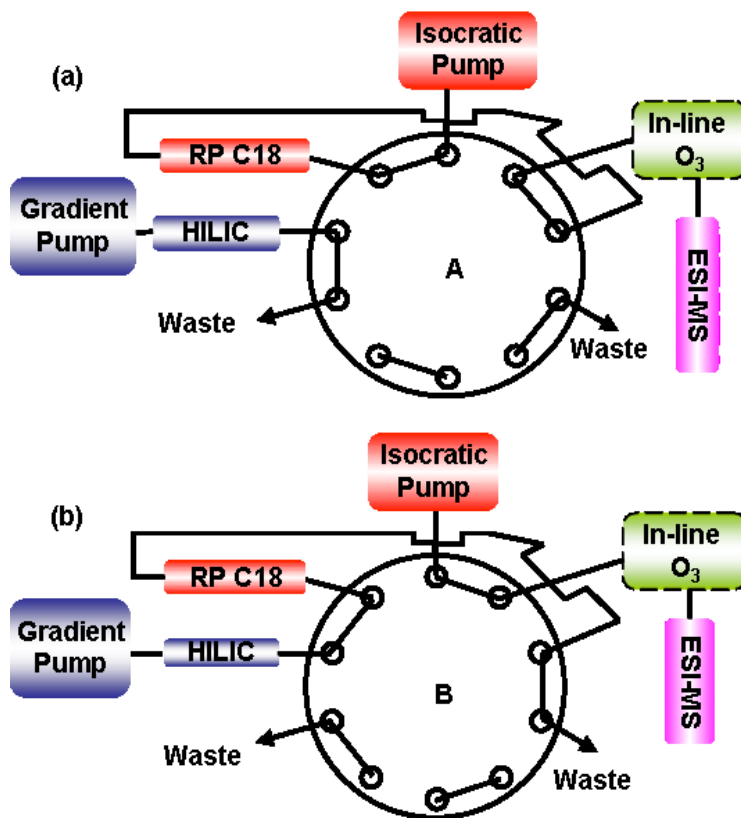 (a)
Isocratic
Pump
In-line
O₃
RP C18
Gradient
Pump
HILIC
A
ESI-MS
Waste
Waste
(b)
Isocratic
Pump
In-line
O₃
RP C18
Gradient
Pump
HILIC
B
ESI-MS
Waste
Waste